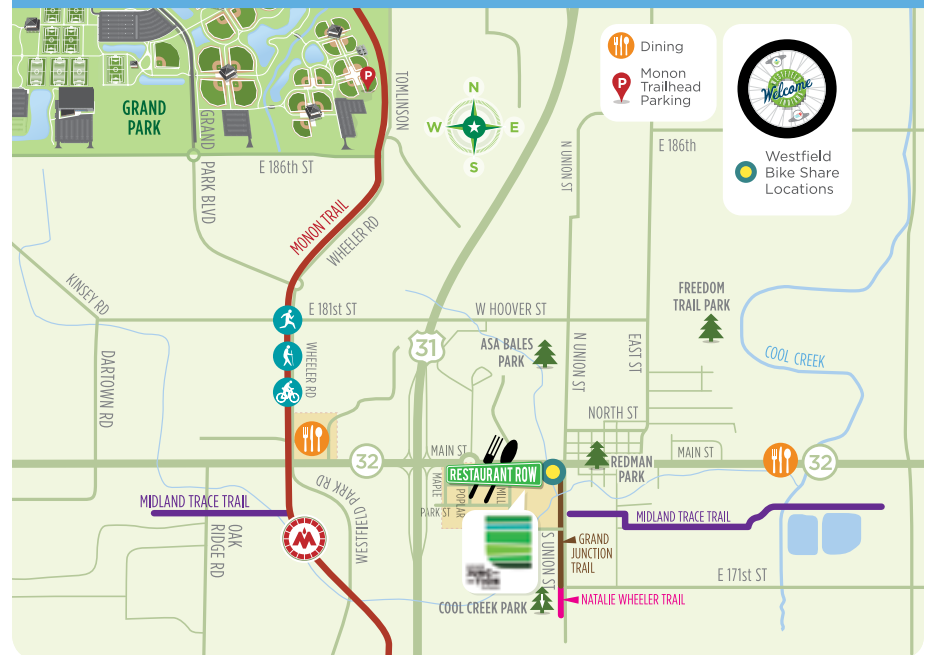 Dining
Monon
Trailhead
Parking
P
Welcome
Westfield
Bike Share
Locations
GRAND
PARK
P
TOMLINSON
N
W
E
S
GRAND PARK BLVD
E 186th ST
E 186th
N UNION ST
MONON TRAIL
WHEELER RD
KINSEY RD
E 181st ST
W HOOVER ST
FREEDOM
TRAIL PARK
31
ASA BALES
PARK
N UNION ST
EAST ST
COOL CREEK
DARTOWN RD
WHEELER RD
NORTH ST
MAIN ST
MAIN ST
32
RESTAURANT ROW
REDMAN
PARK
32
MAPLE
POPLAR
MILL
PARK ST
WESTFIELD PARK RD
MIDLAND TRACE TRAIL
MIDLAND TRACE TRAIL
OAK
RIDGE RD
M
S UNION ST
GRAND
JUNCTION
TRAIL
E 171st ST
COOL CREEK PARK
NATALIE WHEELER TRAIL